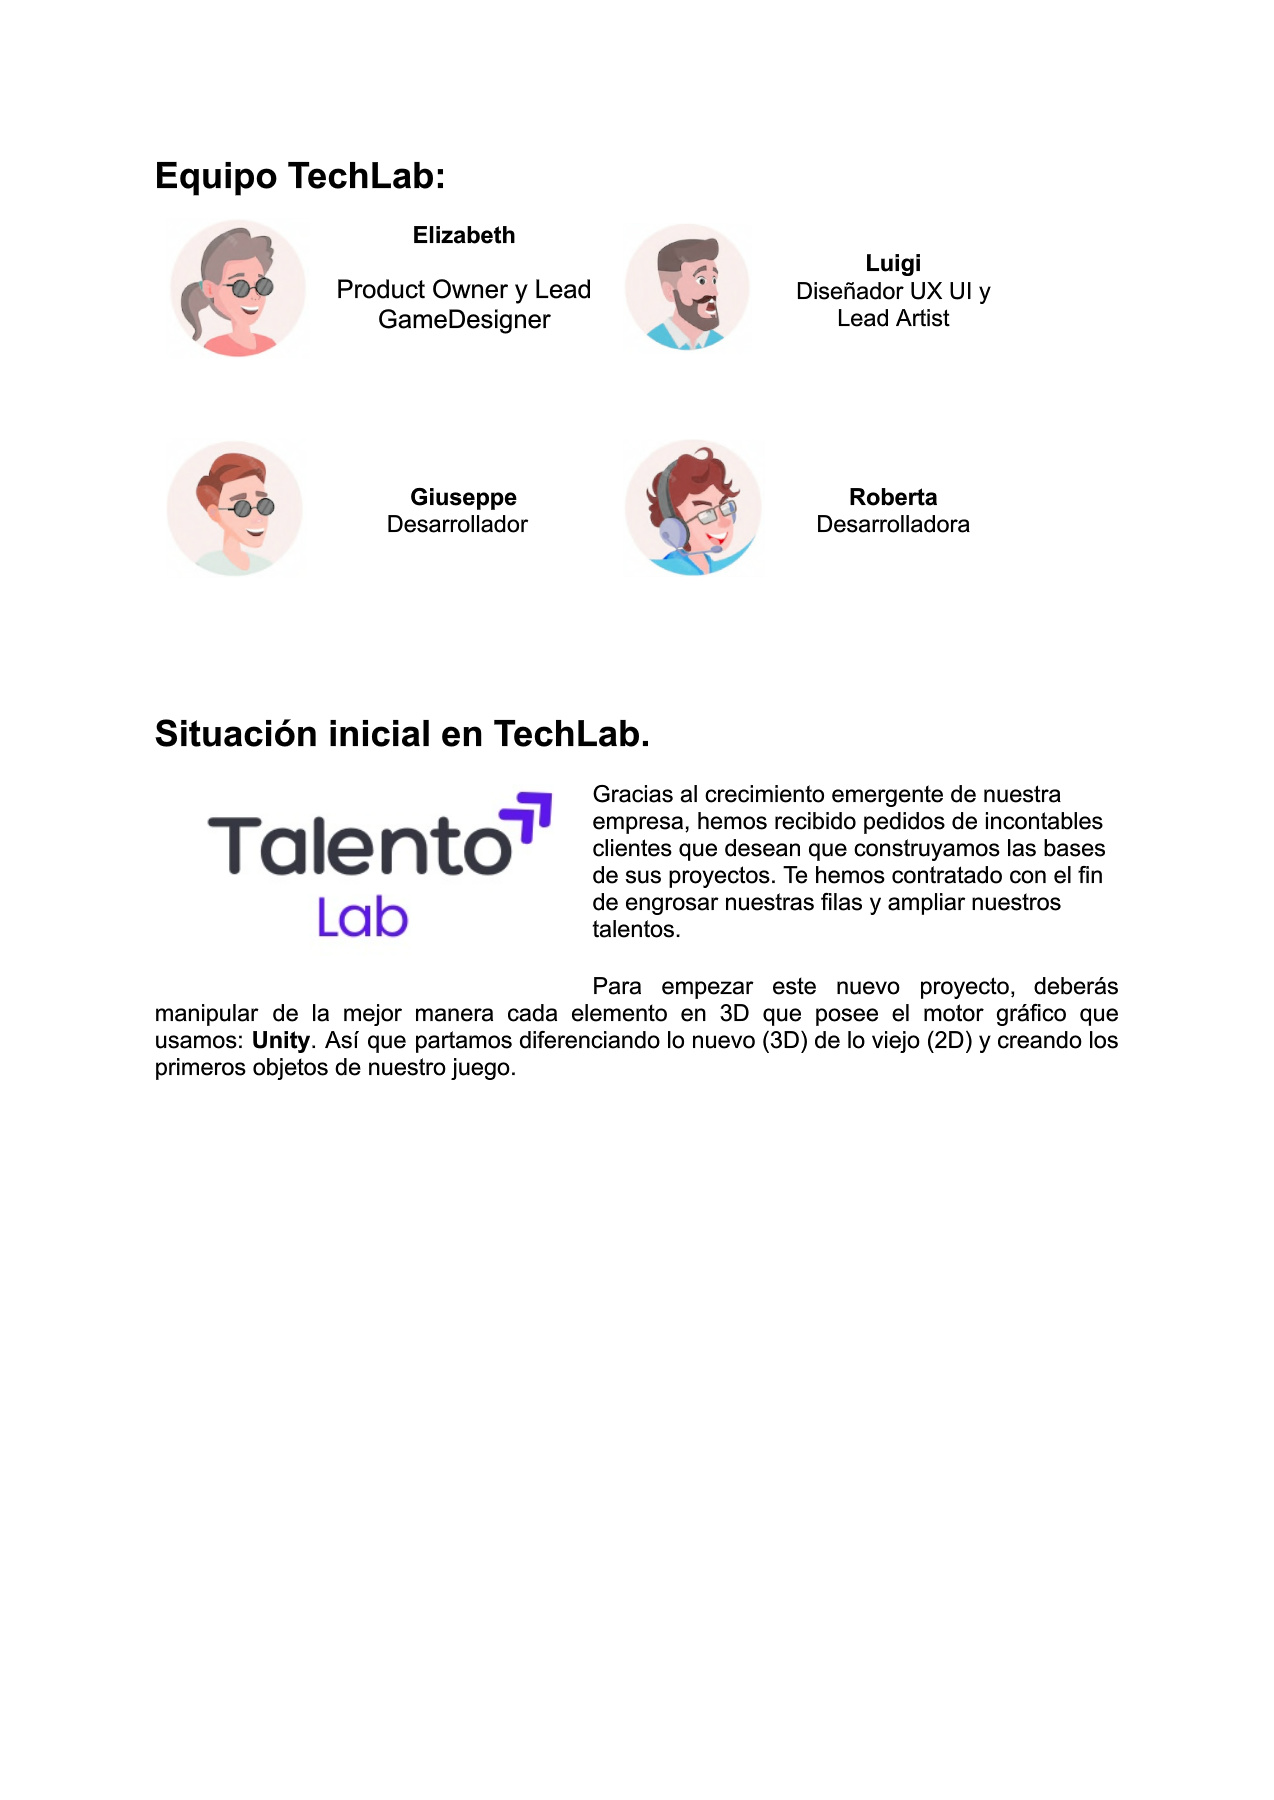 Equipo TechLab:
Elizabeth
Product Owner y Lead
GameDesigner
Luigi
Diseñador UX UI y
Lead Artist
Giuseppe
Desarrollador
Roberta
Desarrolladora
Situación inicial en TechLab.
Talento
Lab
Gracias al crecimiento emergente de nuestra
empresa, hemos recibido pedidos de incontables
clientes que desean que construyamos las bases
de sus proyectos. Te hemos contratado con el fin
de engrosar nuestras filas y ampliar nuestros
talentos.
Para empezar este nuevo proyecto, deberás
manipular de la mejor manera cada elemento en 3D que posee el motor gráfico que
usamos: Unity. Así que partamos diferenciando lo nuevo (3D) de lo viejo (2D) y creando los
primeros objetos de nuestro juego.